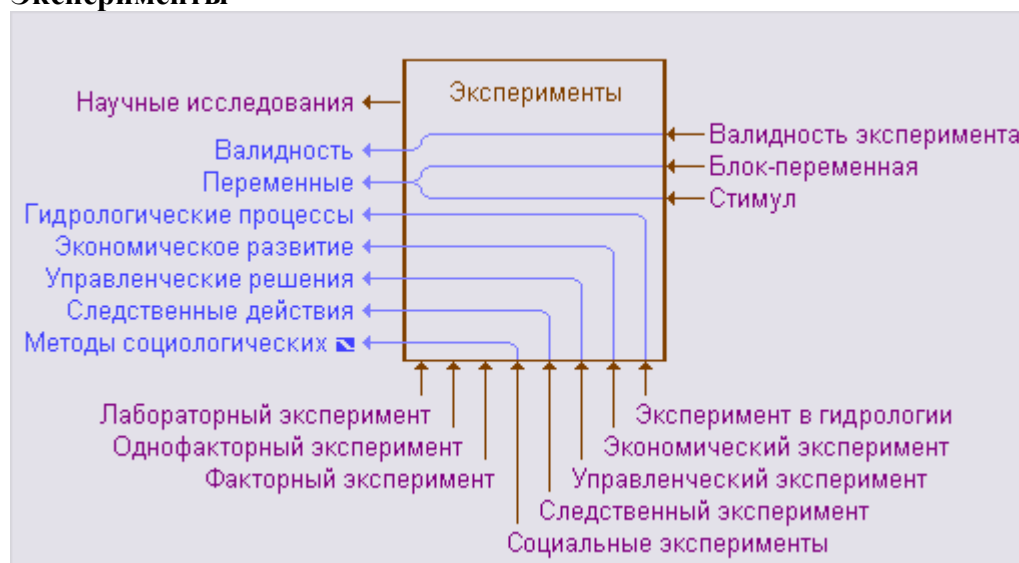 Эксперименты
Эксперименты
Научные исследования
Валидность эксперимента
Валидность
Блок-переменная
Переменные
Стимул
Гидрологические процессы
Экономическое развитие
Управленческие решения
Следственные действия
Методы социологических
Лабораторный эксперимент
Эксперимент в гидрологии
Однофакторный эксперимент
Экономический эксперимент
Факторный эксперимент
Управленческий эксперимент
Следственный эксперимент
Социальные эксперименты